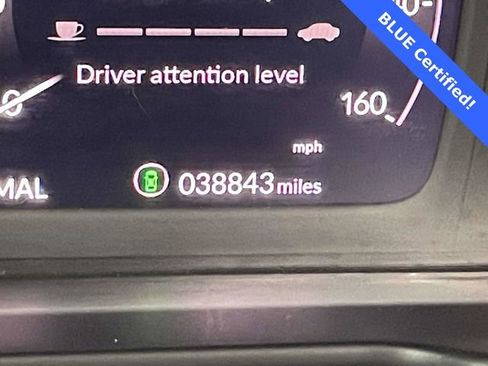 BLUE Certified!
Driver attention level
160
mph
MAL
038843 miles